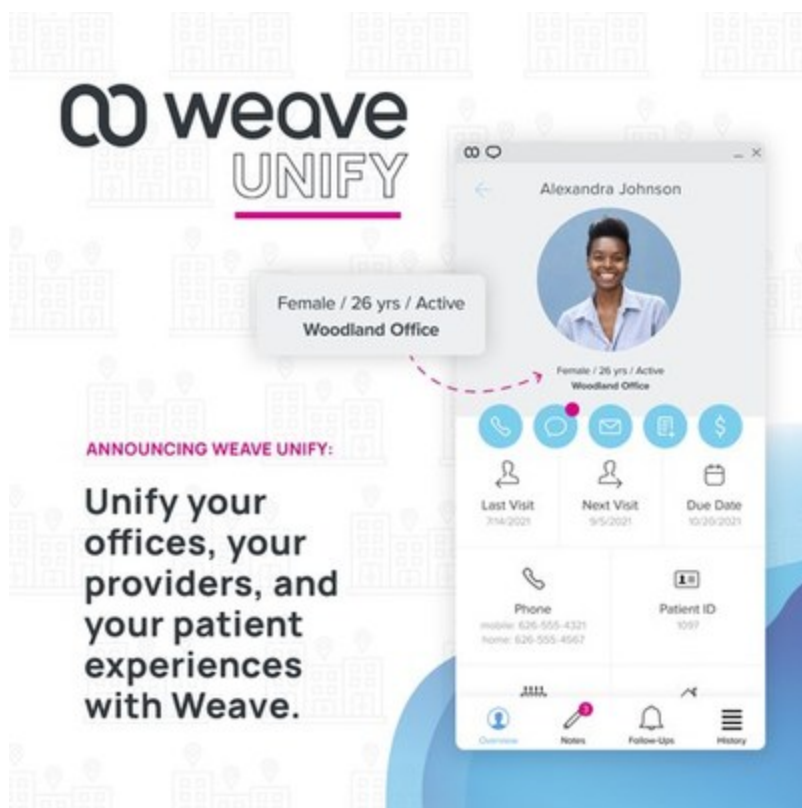 weave
UNIFY
Alexandra Johnson
Female / 26 yrs / Active
Woodland Office
Female / 26 yrs / Active
Woodland Office
ANNOUNCING WEAVE UNIFY:
Unify your
offices, your
providers, and
your patient
experiences
with Weave.
Last Visit
7/14/2021
Next Visit
9/5/2021
Due Date
10/20/2021
Phone
mobile: 626-555-4321
home: 626-555-4567
Patient ID
1097
Overview
3
Notes
Follow-Ups
History